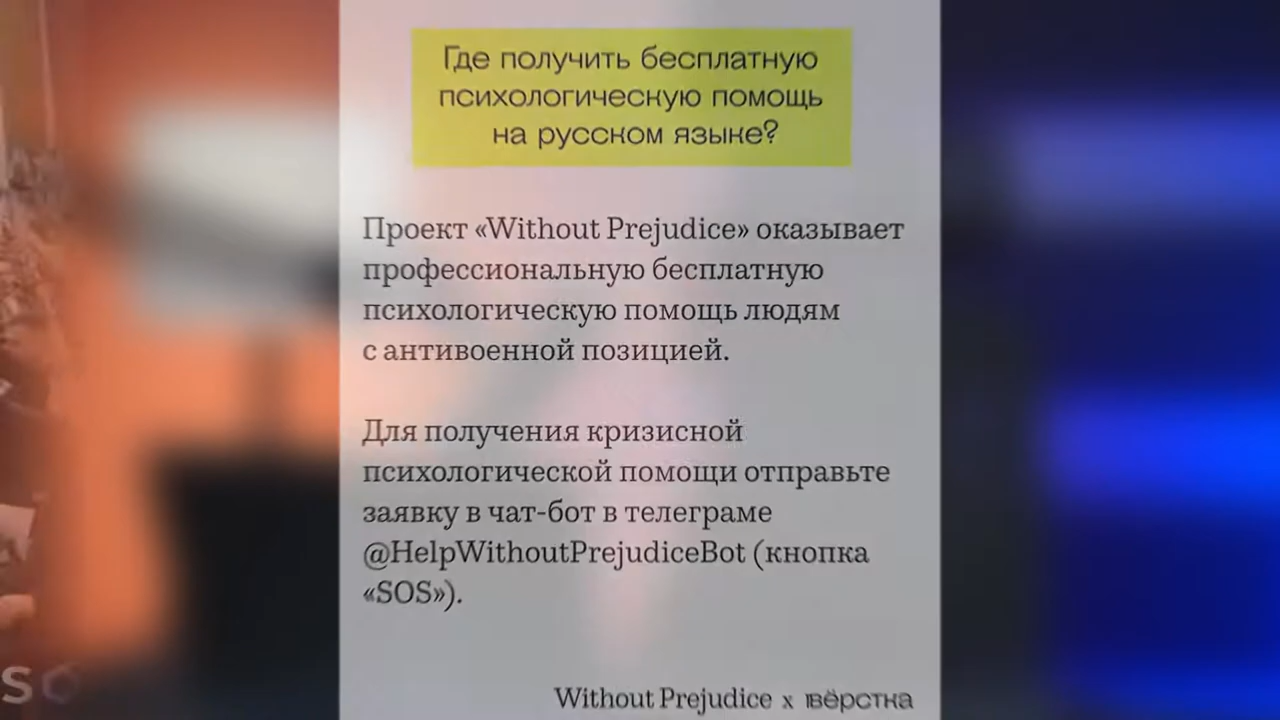 Где получить бесплатную
психологическую помощь
на русском языке?
Проект «Without Prejudice» оказывает
профессиональную бесплатную
психологическую помощь людям
с антивоенной позицией.
Для получения кризисной
психологической помощи отправьте
заявку в чат-бот в телеграме
@HelpWithoutPrejudiceBot (кнопка
«SOS»).
Without Prejudice x вёрстка